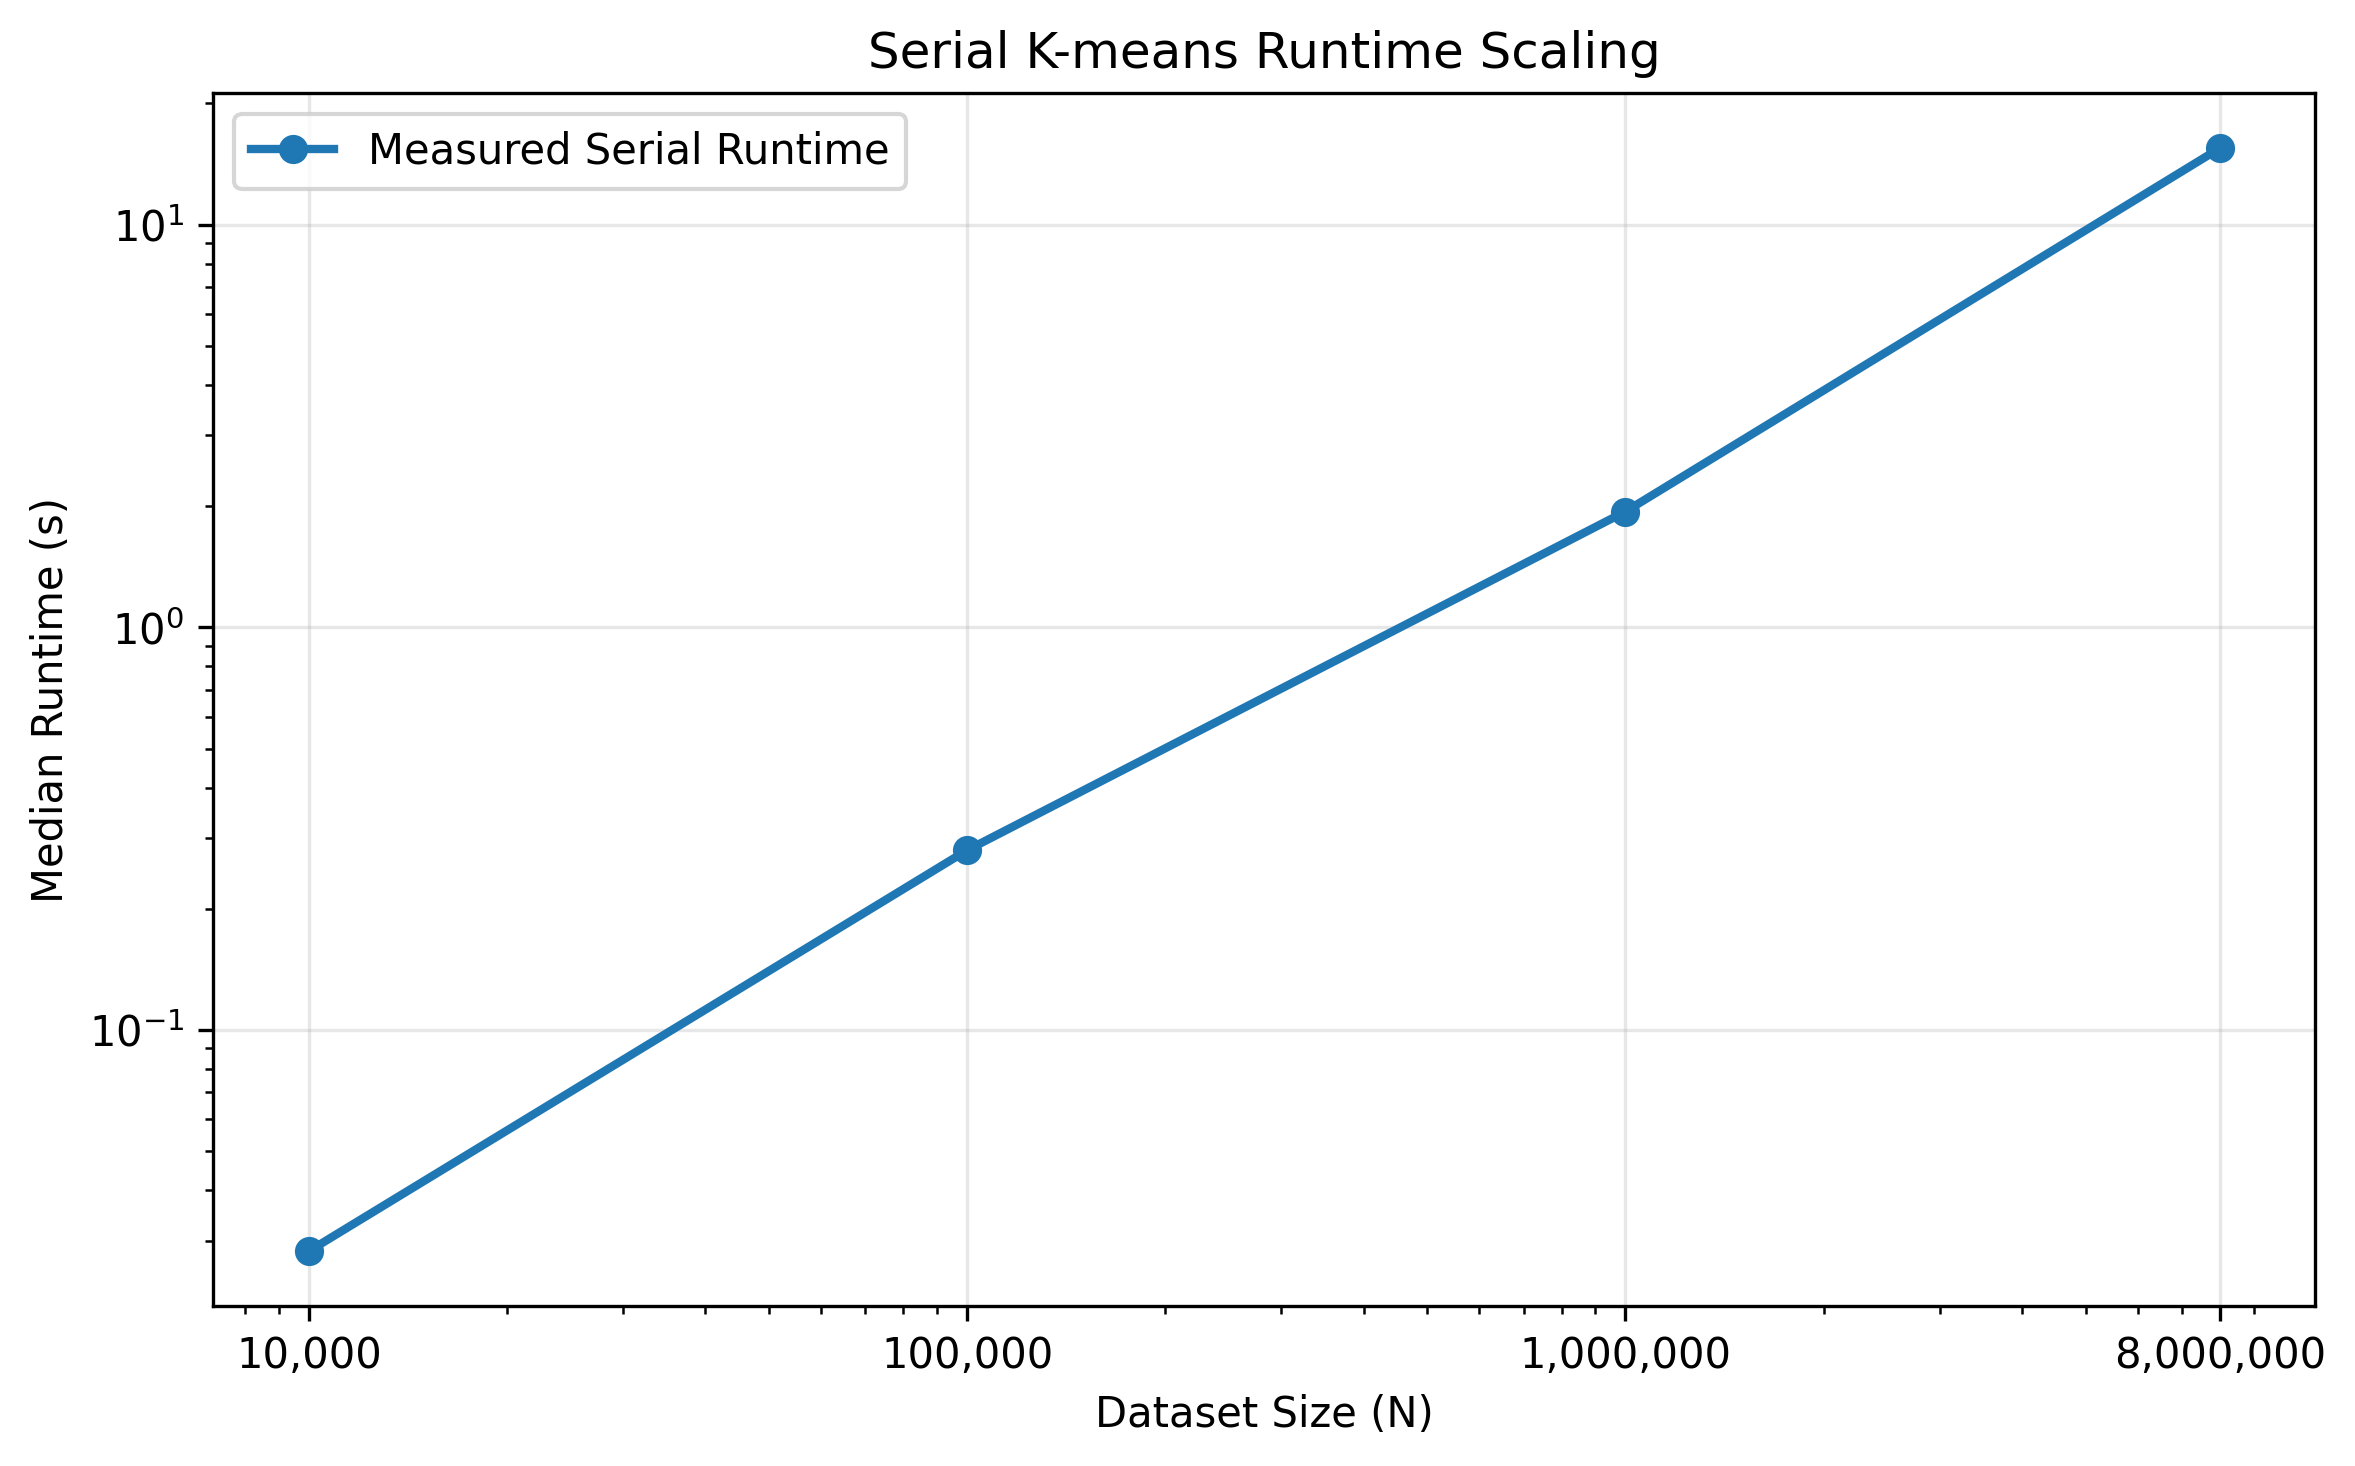 Serial K-means Runtime Scaling
Measured Serial Runtime
10¹
10⁰
10⁻¹
Median Runtime (s)
10,000 100,000 1,000,000 8,000,000
Dataset Size (N)